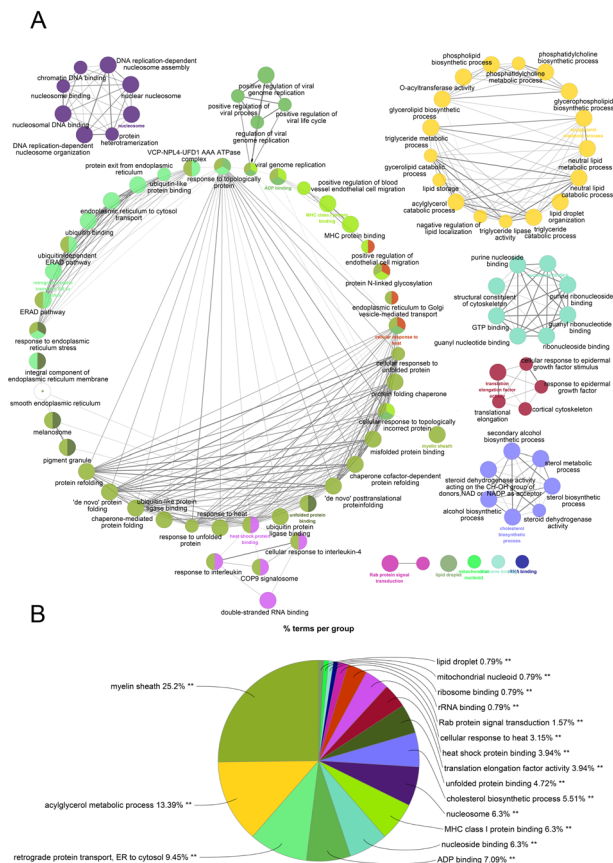 A
DNA replication-dependent
nucleosome assembly
chromatin DNA binding
nucleosome binding
nuclear nucleosome
nucleosomal DNA binding
nucleosome
protein
heterotramerization
DNA replication-dependent
nucleosome organization
positive regulation of viral
genome replication
positive regulation of
viral process
positive regulation
of viral life cycle
regulation of viral
genome replication
viral genome replication
VCP-NPL4-UFD1 AAA ATPase
complex
response to topologically
protein
protein exit from endoplasmic
reticulum
ubiquitin-like protein binding
endoplasmic reticulum to cytosol
transport
ubiquitin binding
ubiquitin-dependent
ERAD pathway
ERAD pathway
response to endoplasmic
reticulum stress
integral component of
endoplasmic reticulum membrane
smooth endoplasmic reticulum
melanosome
pigment granule
protein refolding
'de novo' protein folding
chaperone-mediated protein
folding
ubiquitin-like protein
ligase binding
response to unfolded
protein
response to heat
heat shock protein binding
ubiquitin protein
ligase binding
unfolded protein
binding
cellular response to interleukin-4
response to interleukin
COP9 signalosome
double-stranded RNA binding
ADP binding
positive regulation of blood
vessel endothelial cell migration
MHC class I protein
binding
MHC protein binding
positive regulation of
endothelial cell migration
protein N-linked glycosylation
endoplasmic reticulum to Golgi
vesicle-mediated transport
cellular response to
heat
cellular responseb to
unfolded protein
protein folding chaperone
cellular response to topologically
incorrect protein
misfolded protein binding
myelin sheath
chaperone cofactor-dependent
protein refolding
'de novo' posttranslational
proteinfolding
phospholipid
biosynthetic process
phosphatidylcholine
biosynthetic process
phosphatidylcholine metabolic process
O-acyltransferase activity
glycerophospholipid
biosynthetic process
glycerolipid biosynthetic
process
triglyceride metabolic
process
neutral lipid metabolic
process
glycerolipid catabolic
process
neutral lipid catabolic
process
lipid storage
acylglycerol
catabolic process
lipid droplet
organization
nagative regulation of
lipid localization
triglyceride lipase activity
triglyceride
catabolic process
purine nucleoside
binding
structural constituent of
cytoskeleton
purine ribonucleoside
binding
GTP binding
guanyl ribonucleotide
binding
guanyl nucleotide binding
ribonucleoside binding
cellular response to epidermal
growth factor stimulus
translation
elongation factor
activity
response to epidermal
growth factor
translational
elongation
cortical cytoskeleton
secondary alcohol
biosynthetic process
sterol metabolic
process
steroid dehydrogenase activity
acting on the CH-OH group of
donors,NAD or NADP as acceptor
sterol biosynthetic
process
alcohol biosynthetic
process
steroid dehydrogenase
activity
cholesterol
biosynthetic process
Rab protein signal
transduction
lipid droplet
B
% terms per group
lipid droplet 0.79% **
mitochondrial nucleoid 0.79% **
ribosome binding 0.79% **
rRNA binding 0.79% **
Rab protein signal transduction 1.57% **
cellular response to heat 3.15% **
heat shock protein binding 3.94% **
translation elongation factor activity 3.94% **
unfolded protein binding 4.72% **
cholesterol biosynthetic process 5.51% **
nucleosome 6.3% **
MHC class I protein binding 6.3% **
nucleoside binding 6.3% **
ADP binding 7.09% **
myelin sheath 25.2% **
acylglycerol metabolic process 13.39% **
retrograde protein transport, ER to cytosol 9.45% **